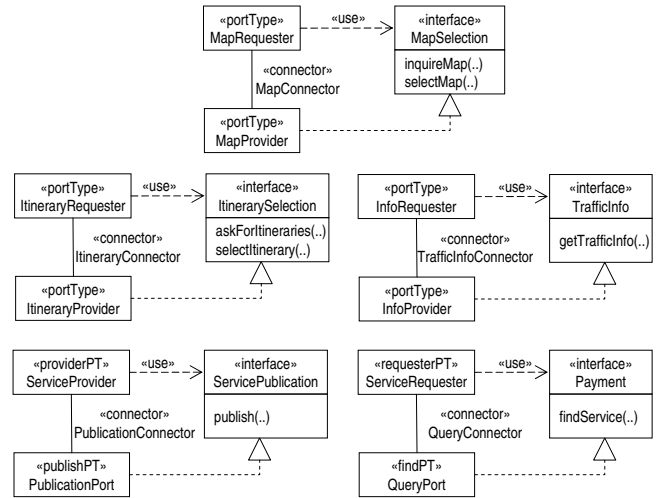 «portType»
MapRequester
«use»
«interface»
MapSelection
inquireMap(..)
selectMap(..)
«connector»
MapConnector
«portType»
MapProvider
«portType»
ItineraryRequester
«use»
«interface»
ItinerarySelection
askForItineraries(..)
selectItinerary(..)
«connector»
ItineraryConnector
«portType»
ItineraryProvider
«portType»
InfoRequester
«use»
«interface»
TrafficInfo
getTrafficInfo(..)
«connector»
TrafficInfoConnector
«portType»
InfoProvider
«providerPT»
ServiceProvider
«use»
«interface»
ServicePublication
publish(..)
«connector»
PublicationConnector
«publishPT»
PublicationPort
«requesterPT»
ServiceRequester
«use»
«interface»
Payment
findService(..)
«connector»
QueryConnector
«findPT»
QueryPort